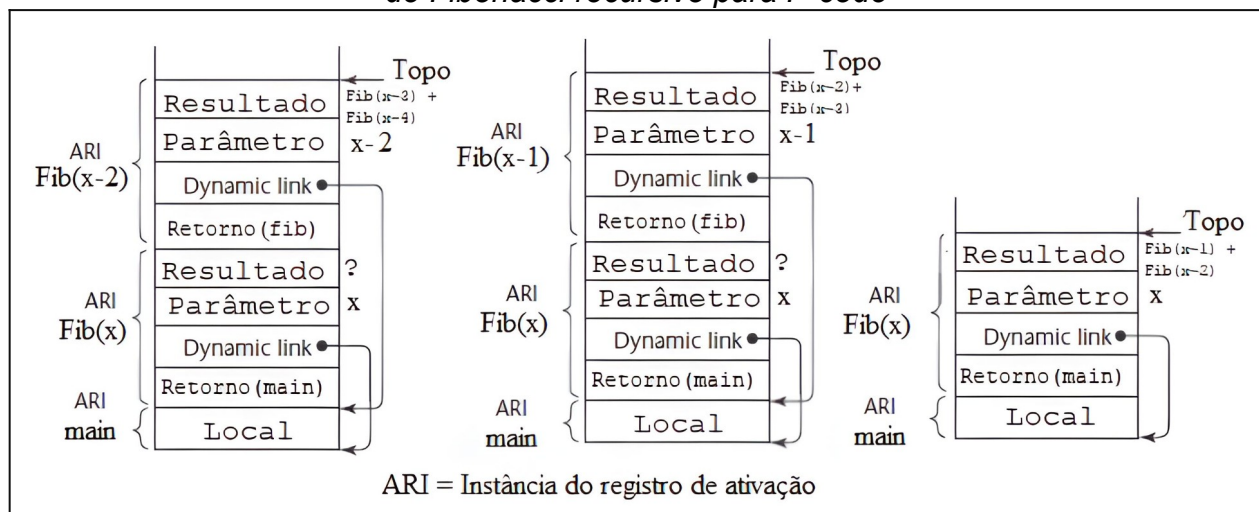 Fibonacci recursivo para P-code
Topo
Resultado
Fib(x-3) +
Fib(x-4)
Parâmetro
x-2
ARI
Fib(x-2)
Dynamic link
Retorno(fib)
Resultado ?
Parâmetro x
ARI
Fib(x)
Dynamic link
Retorno(main)
ARI
main
Local
Topo
Resultado
Fib(x-2)+
Fib(x-3)
Parâmetro
x-1
ARI
Fib(x-1)
Dynamic link
Retorno(fib)
Resultado ?
Parâmetro x
ARI
Fib(x)
Dynamic link
Retorno(main)
ARI
main
Local
Topo
Resultado
Fib(x-1) +
Fib(x-2)
Parâmetro
x
ARI
Fib(x)
Dynamic link
Retorno(main)
ARI
main
Local
ARI = Instância do registro de ativação